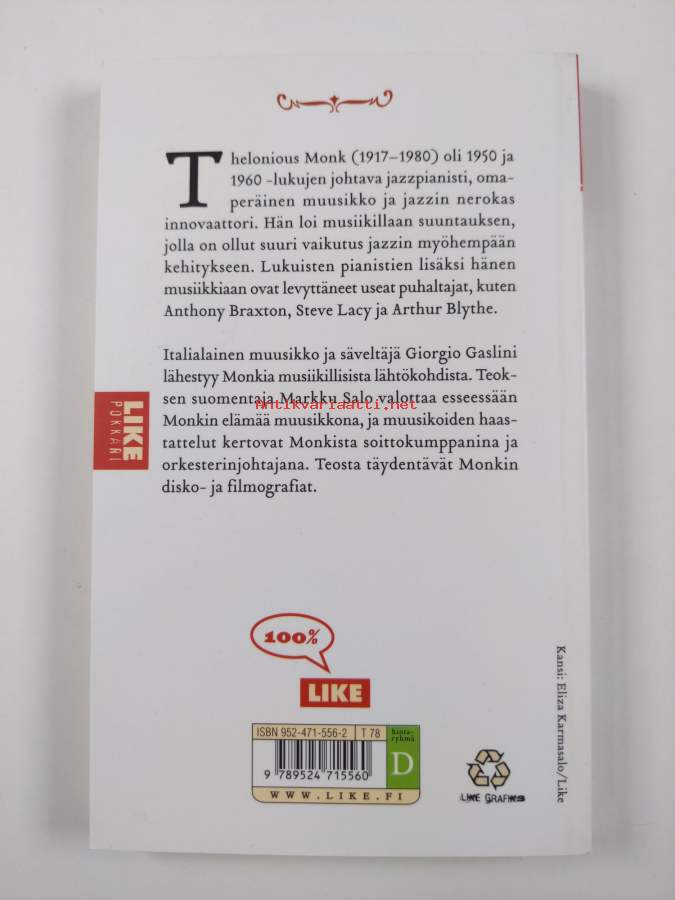 Thelonious Monk (1917–1980) oli 1950 ja
1960 -lukujen johtava jazzpianisti, oma-
peräinen muusikko ja jazzin nerokas
innovaattori. Hän loi musiikillaan suuntauksen,
jolla on ollut suuri vaikutus jazzin myöhempään
kehitykseen. Lukuisten pianistien lisäksi hänen
musiikkiaan ovat levyttäneet useat puhaltajat, kuten
Anthony Braxton, Steve Lacy ja Arthur Blythe.
Italialainen muusikko ja säveltäjä Giorgio Gaslini
lähestyy Monkia musiikillisista lähtökohdista. Teok-
sen suomentaja Markku Salo valottaa esseessään
Monkin elämää muusikkona, ja muusikoiden haas-
tattelut kertovat Monkista soittokumppanina ja
orkesterinjohtajana. Teosta täydentävät Monkin
disko- ja filmografiat.
antikvariaatti.net
LIKE
POKKARI
100%
LIKE
ISBN 952-471-556-2 T 78
9 789524 715560
WWW.LIKE.FI
hinta-
ryhmä
D
LIKE GRAFIKS
Kansi: Eliza Karmasalo/Like